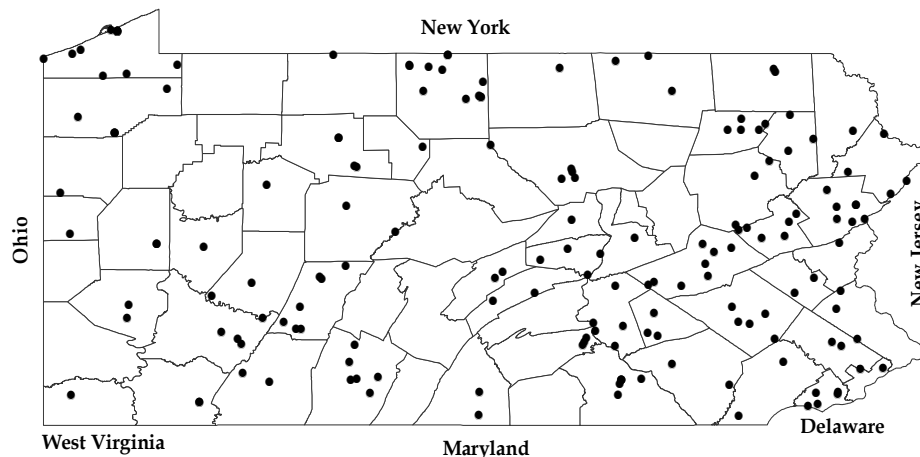 New York
Ohio
New Jersey
West Virginia
Maryland
Delaware